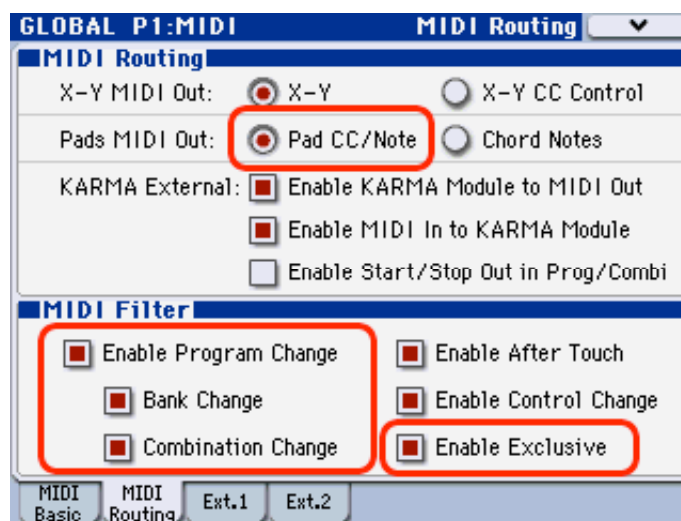 GLOBAL P1:MIDI MIDI Routing
MIDI Routing
X-Y MIDI Out: X-Y X-Y CC Control
Pads MIDI Out: Pad CC/Note Chord Notes
KARMA External: Enable KARMA Module to MIDI Out
Enable MIDI In to KARMA Module
Enable Start/Stop Out in Prog/Combi
MIDI Filter
Enable Program Change Enable After Touch
Bank Change Enable Control Change
Combination Change Enable Exclusive
MIDI Basic MIDI Routing Ext.1 Ext.2